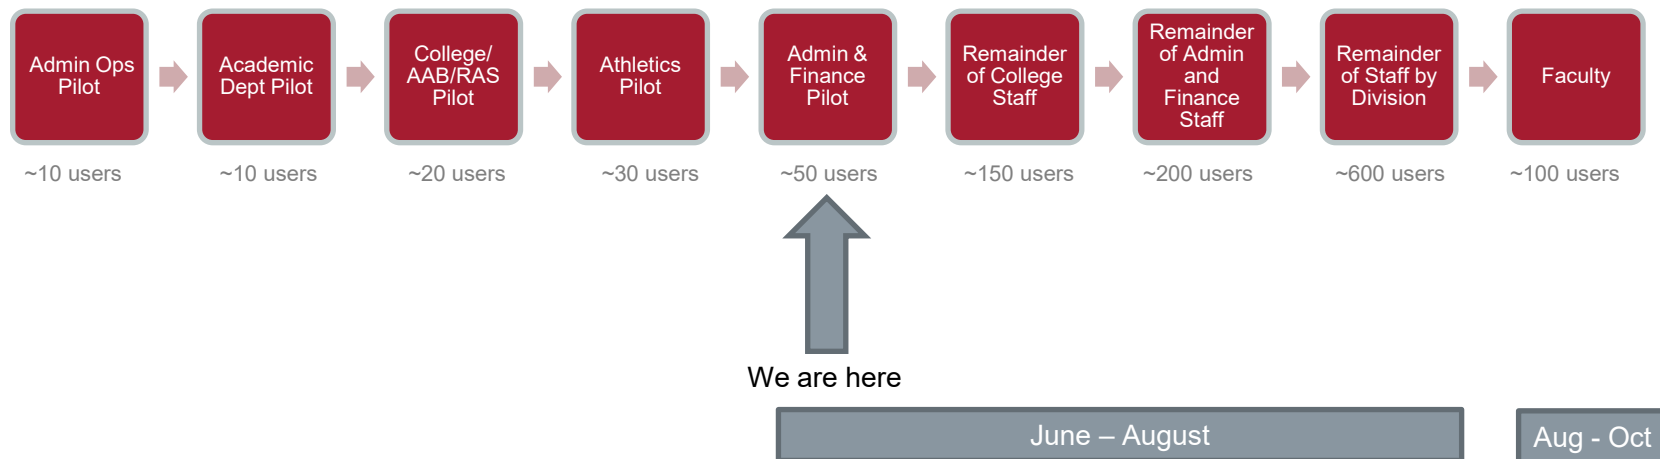 Admin Ops
Pilot
Academic
Dept Pilot
College/
AAB/RAS
Pilot
Athletics
Pilot
Admin &
Finance
Pilot
Remainder
of College
Staff
Remainder
of Admin
and
Finance
Staff
Remainder
of Staff by
Division
Faculty
~10 users
~10 users
~20 users
~30 users
~50 users
~150 users
~200 users
~600 users
~100 users
We are here
June – August
Aug - Oct